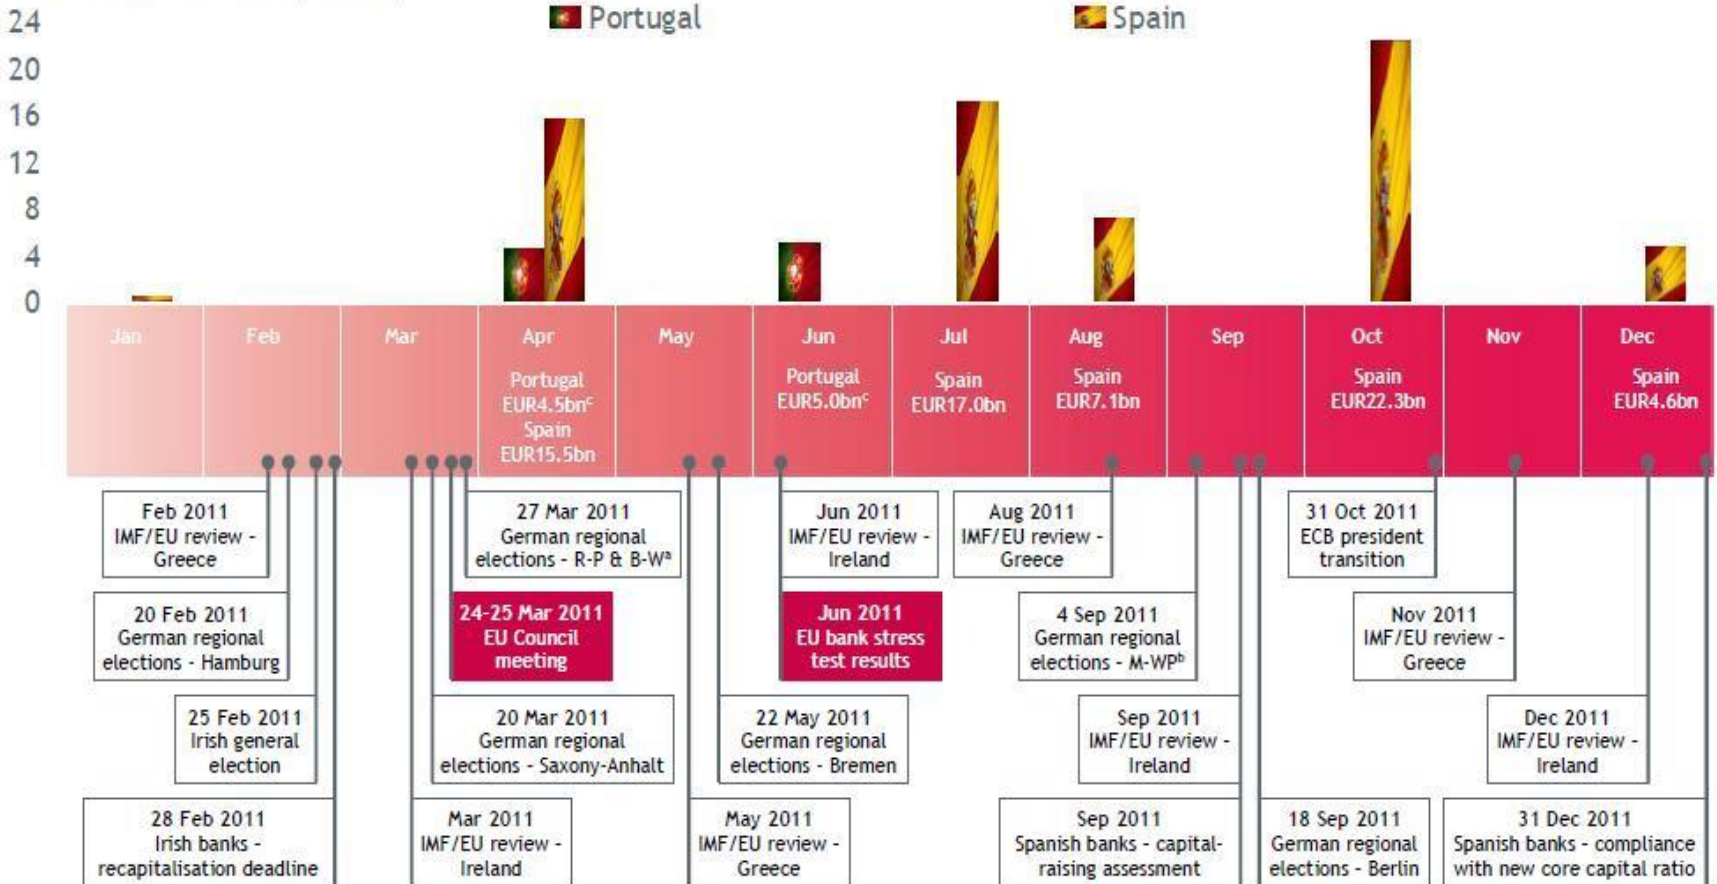 24
20
16
12
8
4
0
Portugal
Spain
Jan
Feb
Mar
Apr
May
Jun
Jul
Aug
Sep
Oct
Nov
Dec
Portugal
EUR4.5bnᶜ
Spain
EUR15.5bn
Portugal
EUR5.0bnᶜ
Spain
EUR17.0bn
Spain
EUR7.1bn
Spain
EUR22.3bn
Spain
EUR4.6bn
Feb 2011
IMF/EU review -
Greece
27 Mar 2011
German regional
elections - R-P & B-Wᵃ
Jun 2011
IMF/EU review -
Ireland
Aug 2011
IMF/EU review -
Greece
31 Oct 2011
ECB president
transition
20 Feb 2011
German regional
elections - Hamburg
24-25 Mar 2011
EU Council
meeting
Jun 2011
EU bank stress
test results
4 Sep 2011
German regional
elections - M-WPᵇ
Nov 2011
IMF/EU review -
Greece
25 Feb 2011
Irish general
election
20 Mar 2011
German regional
elections - Saxony-Anhalt
22 May 2011
German regional
elections - Bremen
Sep 2011
IMF/EU review -
Ireland
Dec 2011
IMF/EU review -
Ireland
28 Feb 2011
Irish banks -
recapitalisation deadline
Mar 2011
IMF/EU review -
Ireland
May 2011
IMF/EU review -
Greece
Sep 2011
Spanish banks - capital-
raising assessment
18 Sep 2011
German regional
elections - Berlin
31 Dec 2011
Spanish banks - compliance
with new core capital ratio